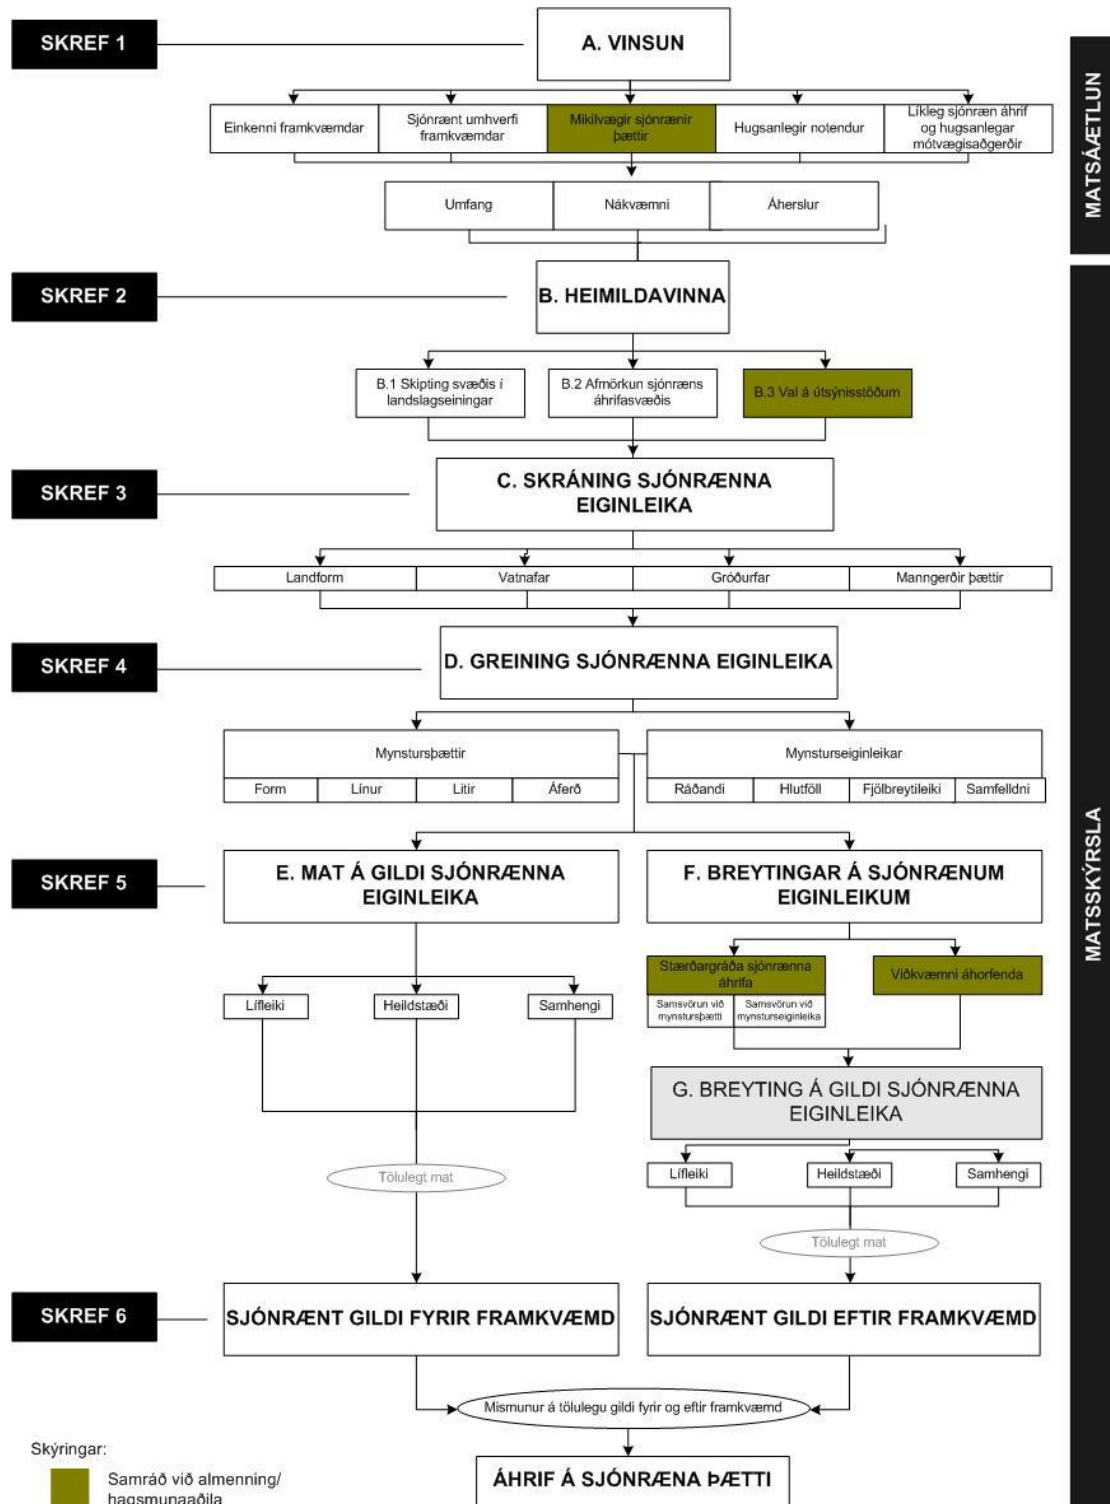 SKREF 1
A. VINSUN
MATSÁÆTLUN
Einkenni framkvæmdar
Sjónrænt umhverfi
framkvæmdar
Mikilvægir sjónrænir
þættir
Hugsanlegir notendur
Líkleg sjónræn áhrif
og hugsanlegar
mótvægisaðgerðir
Umfang
Nákvæmni
Áherslur
SKREF 2
B. HEIMILDAVINNA
MATSSKÝRSLA
B.1 Skipting svæðis í
landslagseiningar
B.2 Afmörkun sjónræns
áhrifasvæðis
B.3 Val á útsýnisstöðum
SKREF 3
C. SKRÁNING SJÓNRÆNNA
EIGINLEIKA
Landform
Vatnafar
Gróðurfar
Manngerðir þættir
SKREF 4
D. GREINING SJÓNRÆNNA EIGINLEIKA
Mynstursþættir
Mynsturseiginleikar
Form
Línur
Litir
Áferð
Ráðandi
Hlutföll
Fjölbreytileiki
Samfelldni
SKREF 5
E. MAT Á GILDI SJÓNRÆNNA
EIGINLEIKA
F. BREYTINGAR Á SJÓNRÆNUM
EIGINLEIKUM
Stærðargráða sjónrænna
áhrifa
Viðkvæmni áhorfenda
Samsvörun við
mynstursþætti
Samsvörun við
mynsturseiginleika
Lífleiki
Heildstæði
Samhengi
G. BREYTING Á GILDI SJÓNRÆNNA
EIGINLEIKA
Lífleiki
Heildstæði
Samhengi
Tölulegt mat
Tölulegt mat
SKREF 6
SJÓNRÆNT GILDI FYRIR FRAMKVÆMD
SJÓNRÆNT GILDI EFTIR FRAMKVÆMD
Mismunur á tölulegu gildi fyrir og eftir framkvæmd
Skýringar:
Samráð við almenning/
hagsmunaaðila
ÁHRIF Á SJÓNRÆNA ÞÆTTI